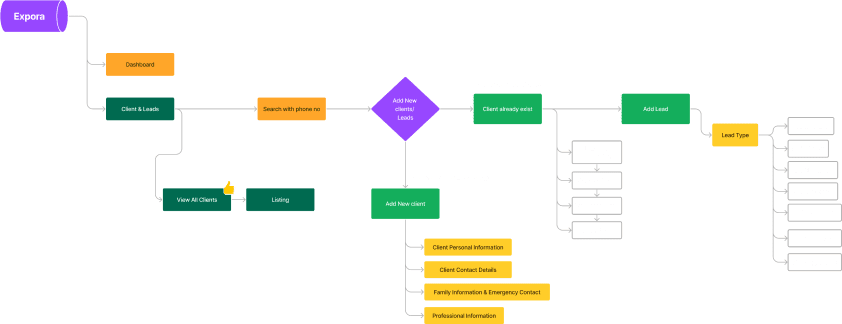 Expora
Dashboard
Client & Leads
Search with phone no
Add New
clients/
Leads
Client already exist
Add Lead
Lead Type
View All Clients
Listing
Add New client
Client Personal Information
Client Contact Details
Family Information & Emergency Contact
Professional Information